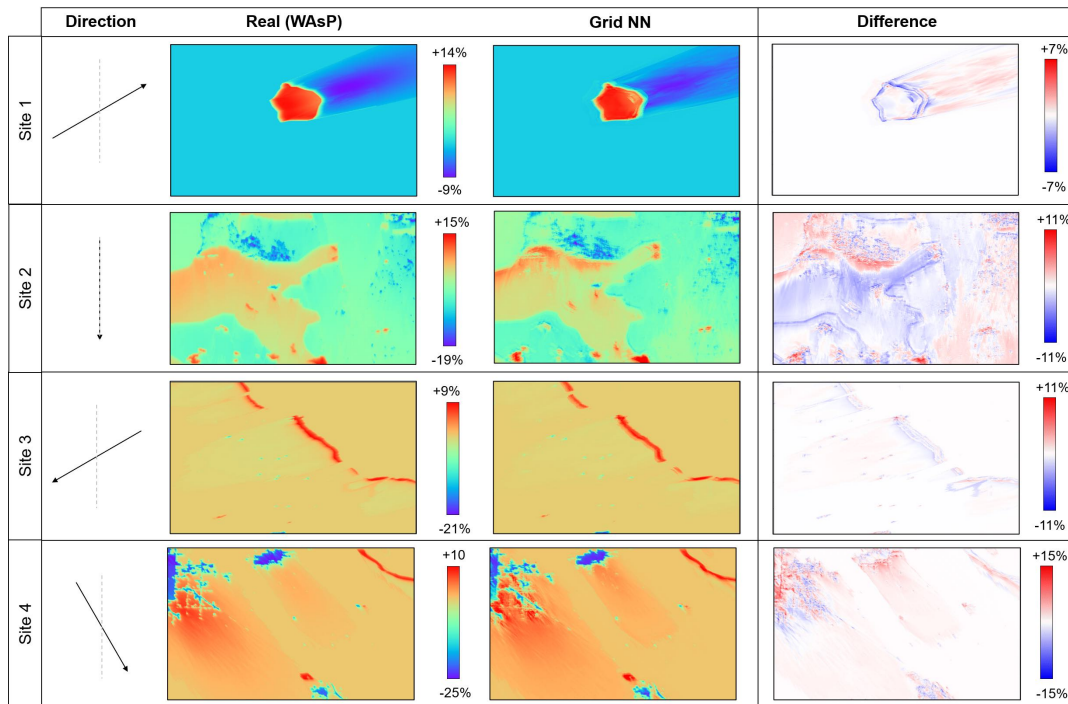 Direction
Real (WAsP)
Grid NN
Difference
Site 1
+14%
-9%
+7%
-7%
Site 2
+15%
-19%
+11%
-11%
Site 3
+9%
-21%
+11%
-11%
Site 4
+10
-25%
+15%
-15%